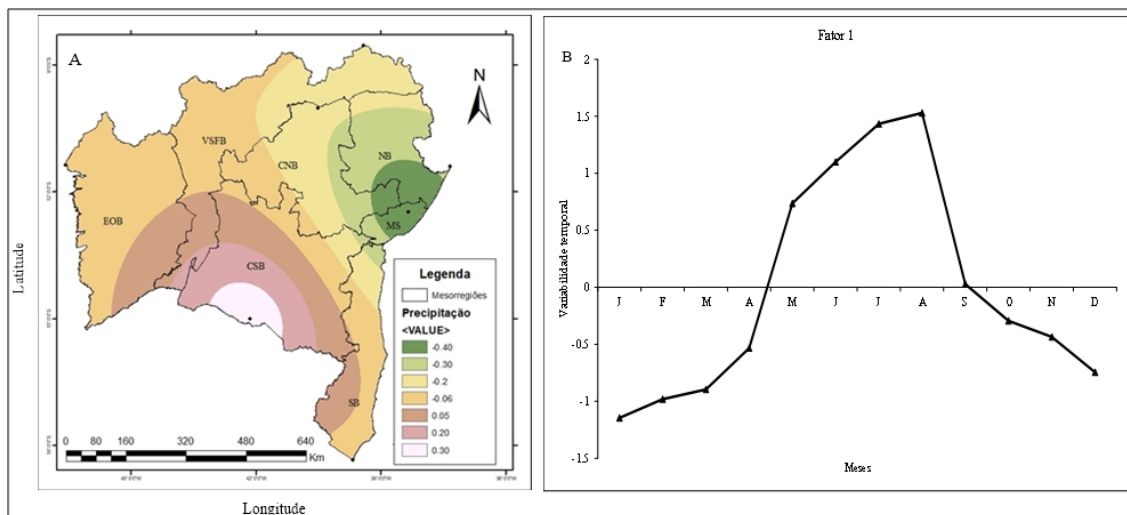 A
N
VSFB
NB
CNB
EOB
MS
CSB
SB
Legenda
Mesorregiões
Precipitação
<VALUE>
-0.40
-0.30
-0.2
-0.06
0.05
0.20
0.30
0 80 160 320 480 640
Km
Latitude
Longitude
B
Fator 1
Variabilidade temporal
2
1.5
1
0.5
0
-0.5
-1
-1.5
J F M A M J J A S O N D
Meses